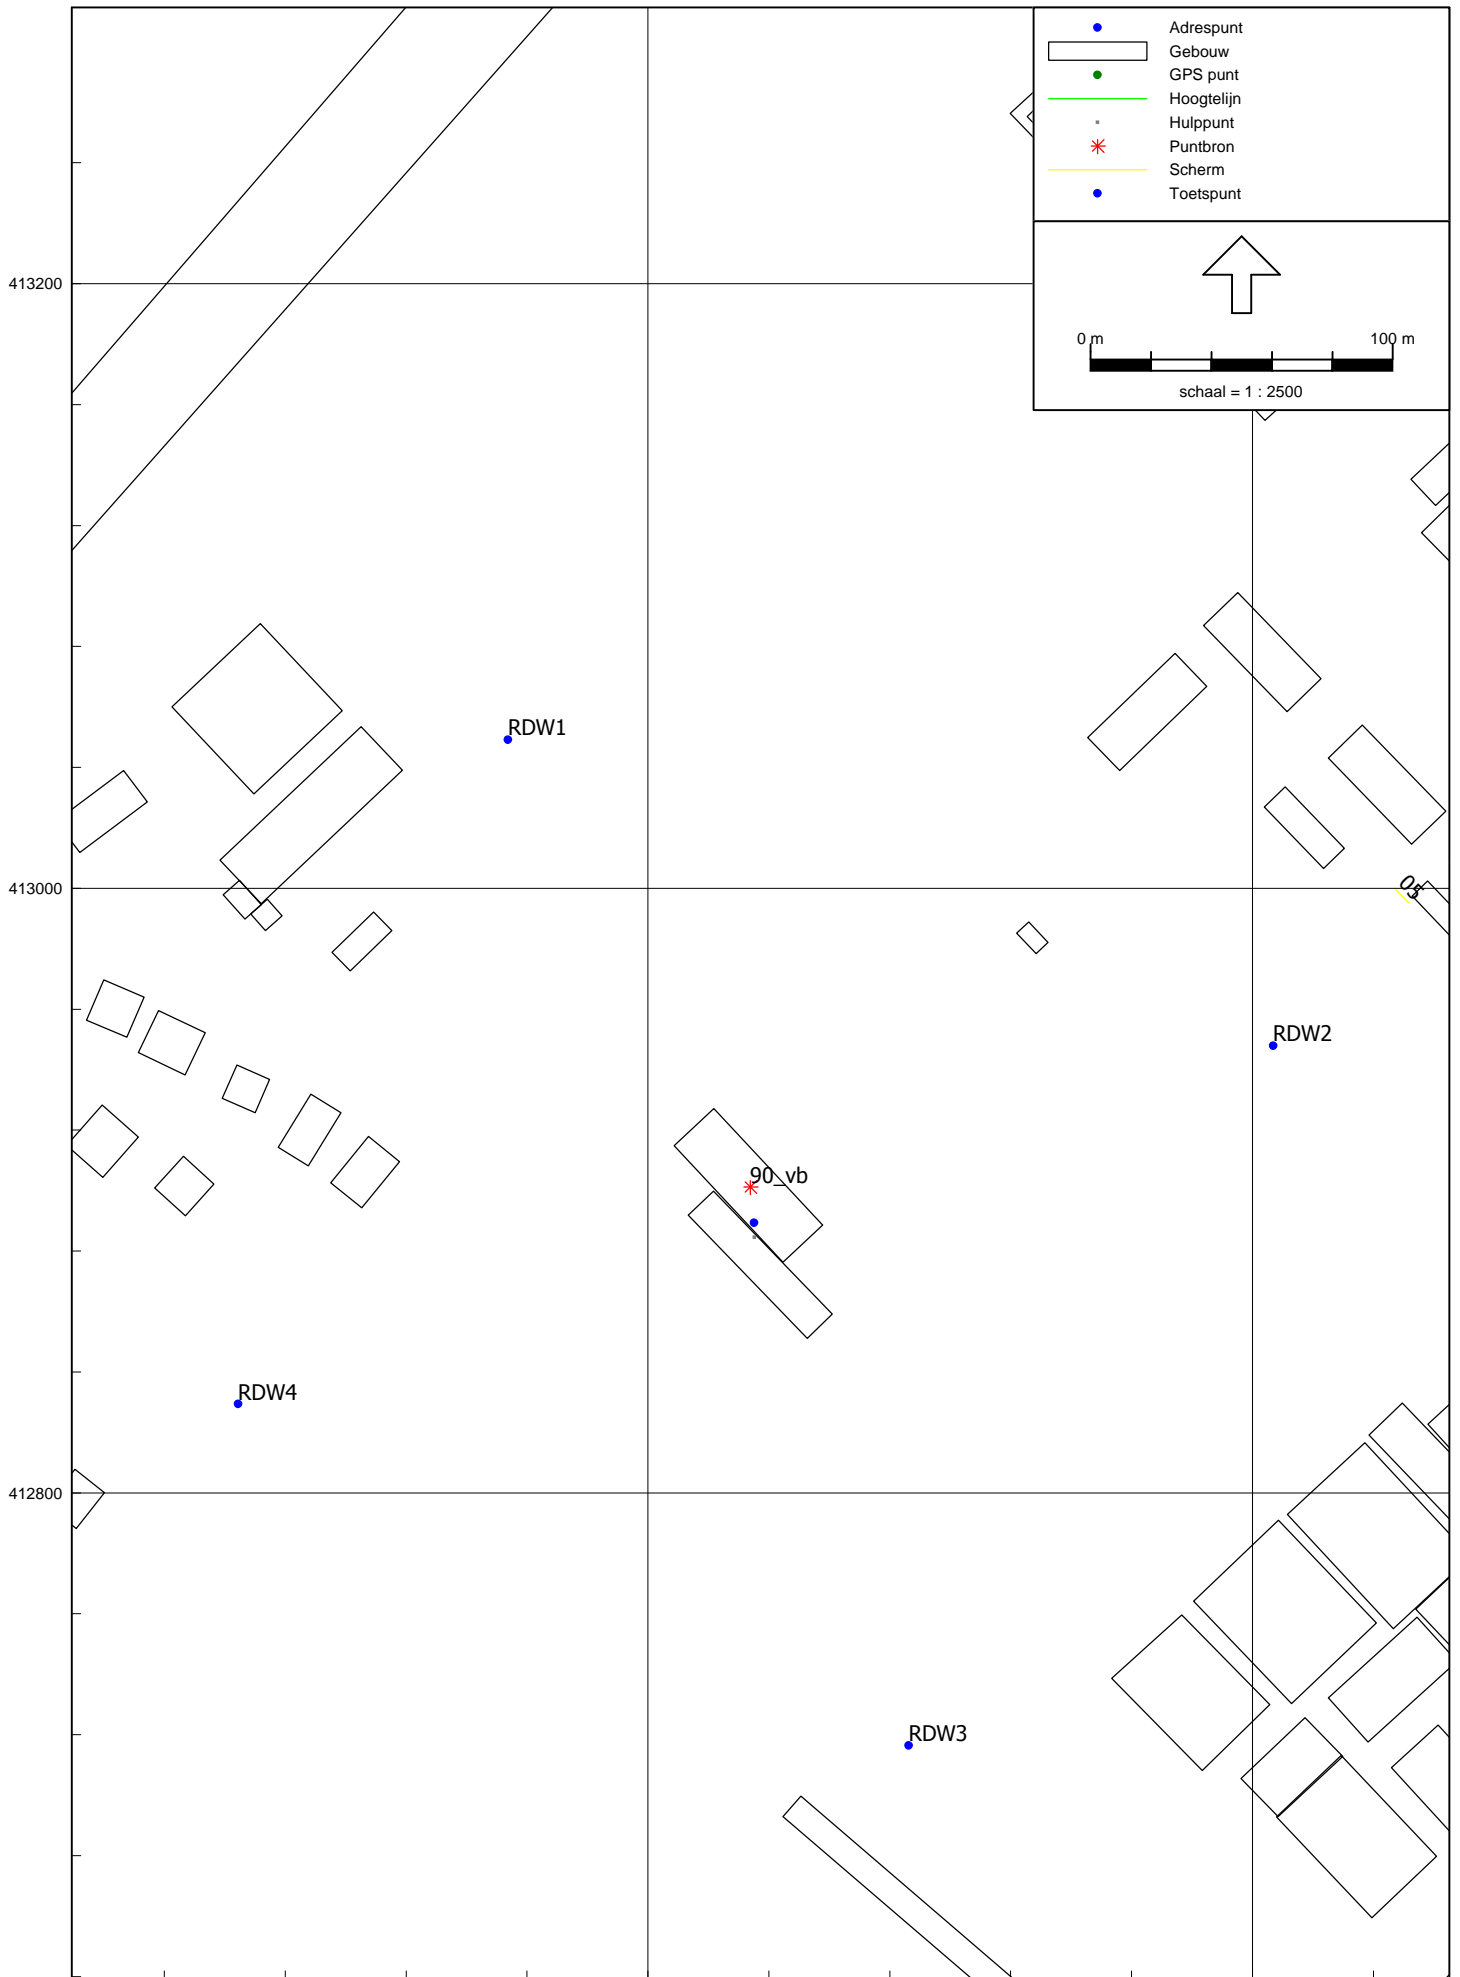 Adrespunt
Gebouw
GPS punt
Hoogtelijn
Hulppunt
Puntbron
Scherm
Toetspunt
413200
0 m 100 m
schaal = 1 : 2500
RDW1
413000
05
RDW2
90_vb
RDW4
412800
RDW3